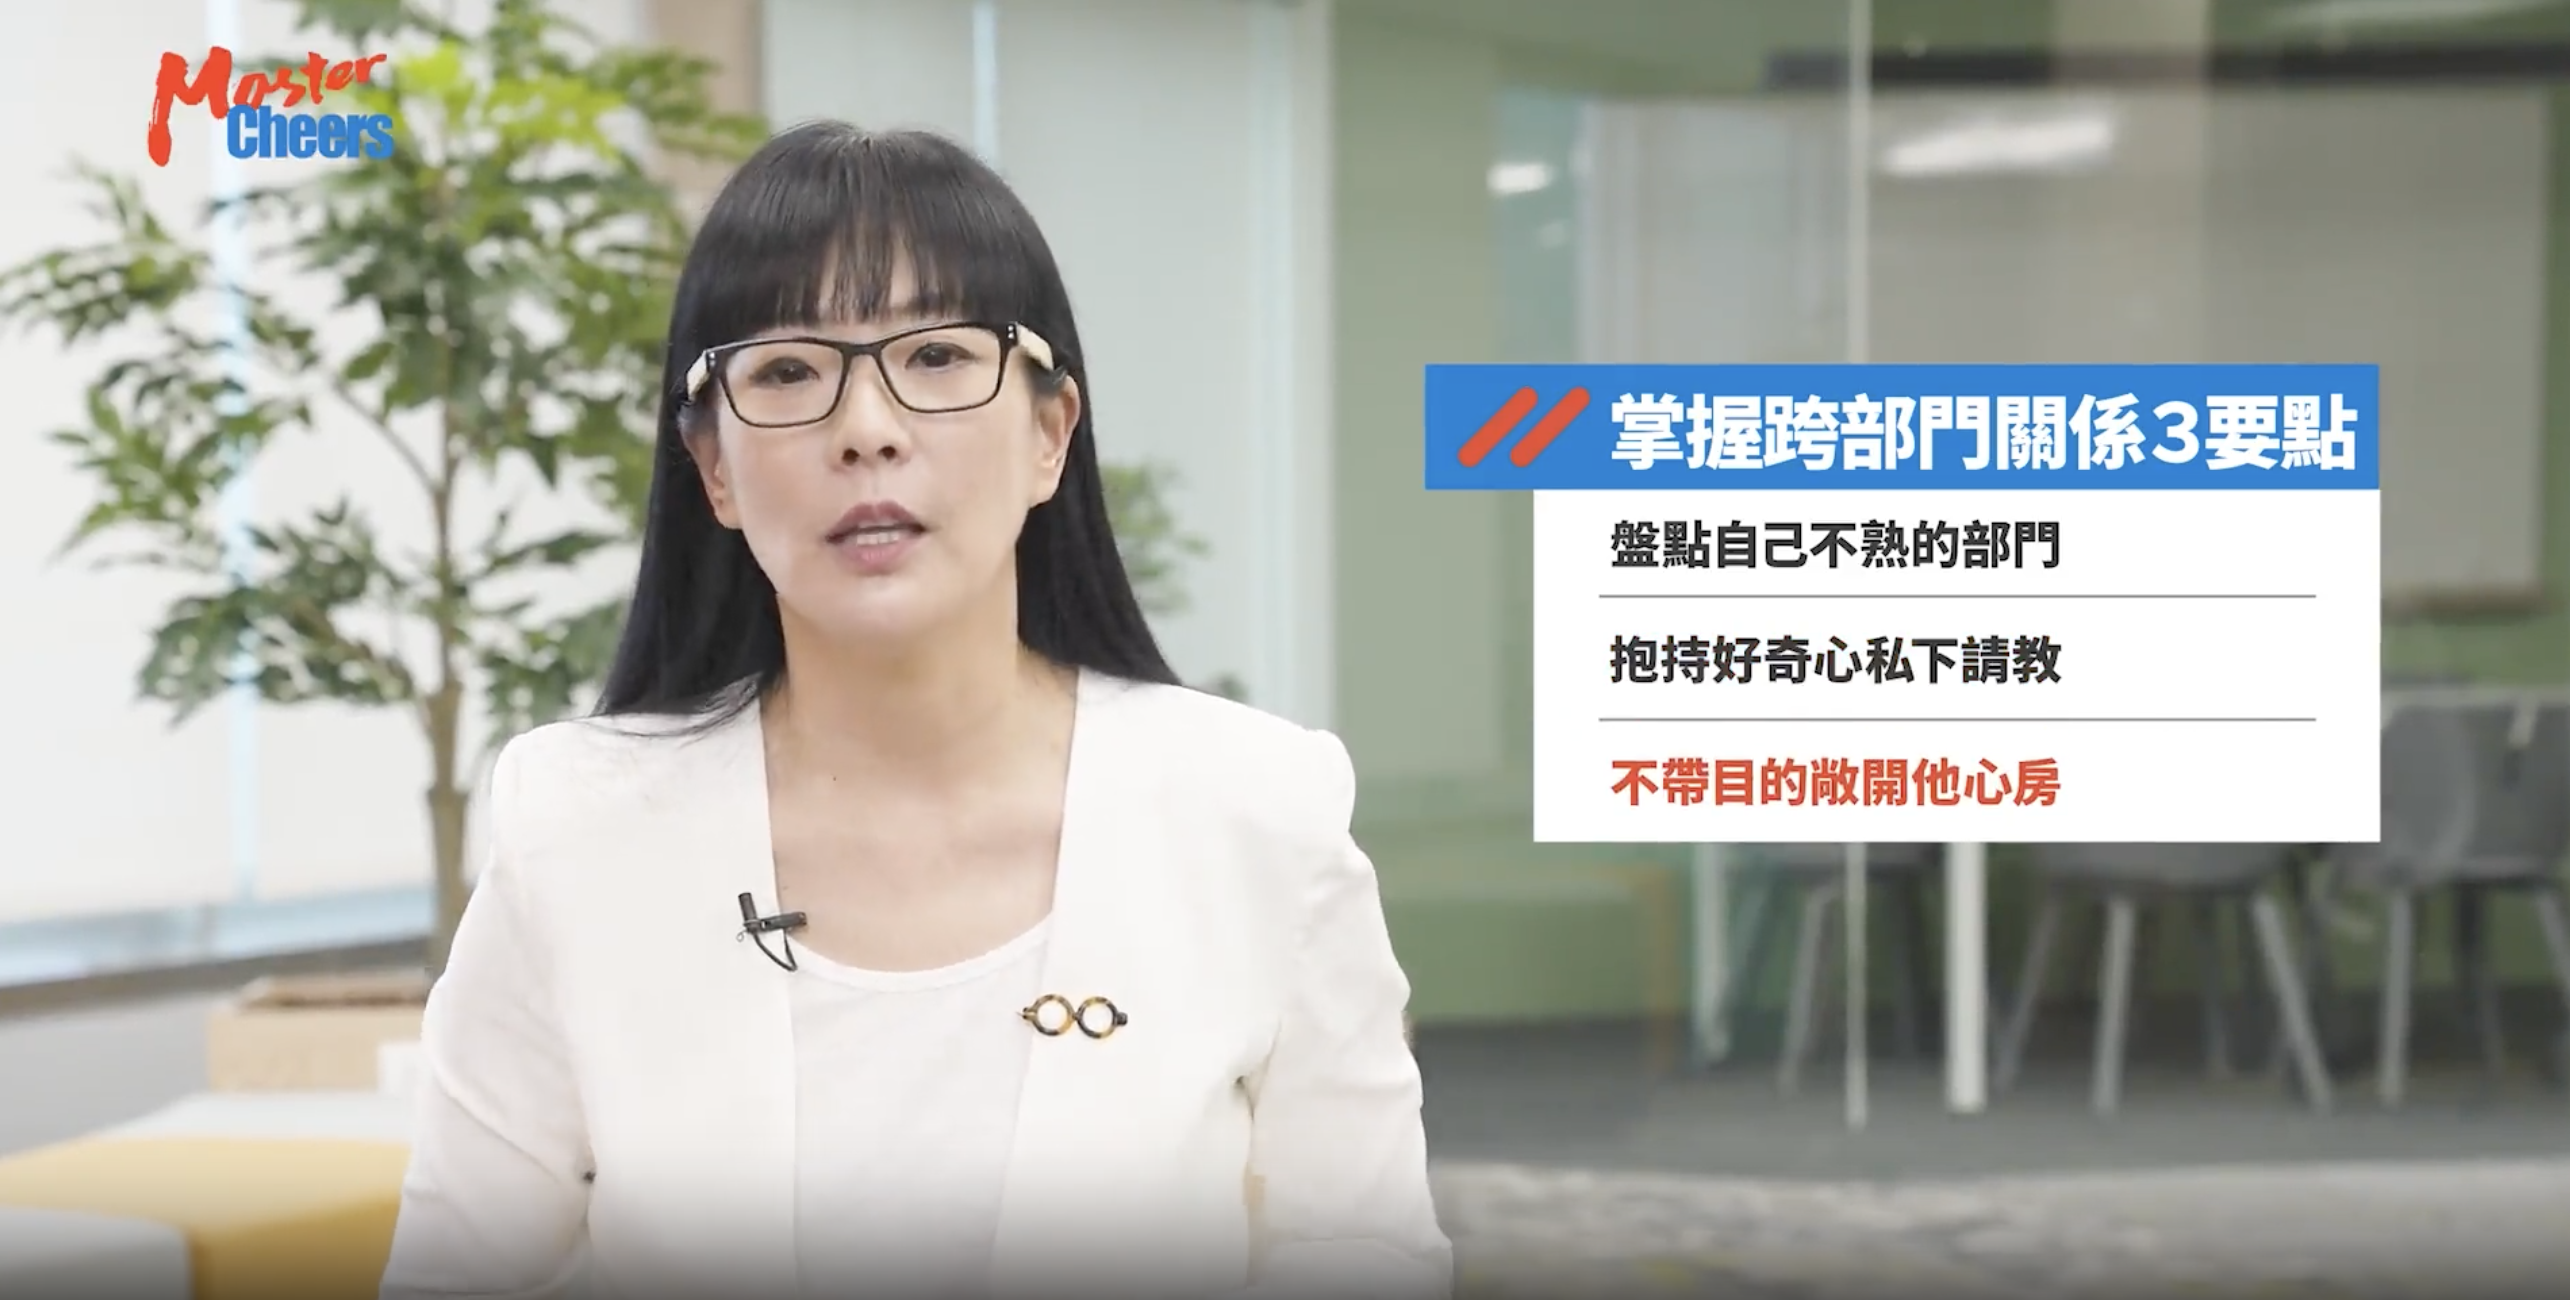 Master
Cheers
掌握跨部門關係3要點
盤點自己不熟的部門
抱持好奇心私下請教
不帶目的敞開他心房